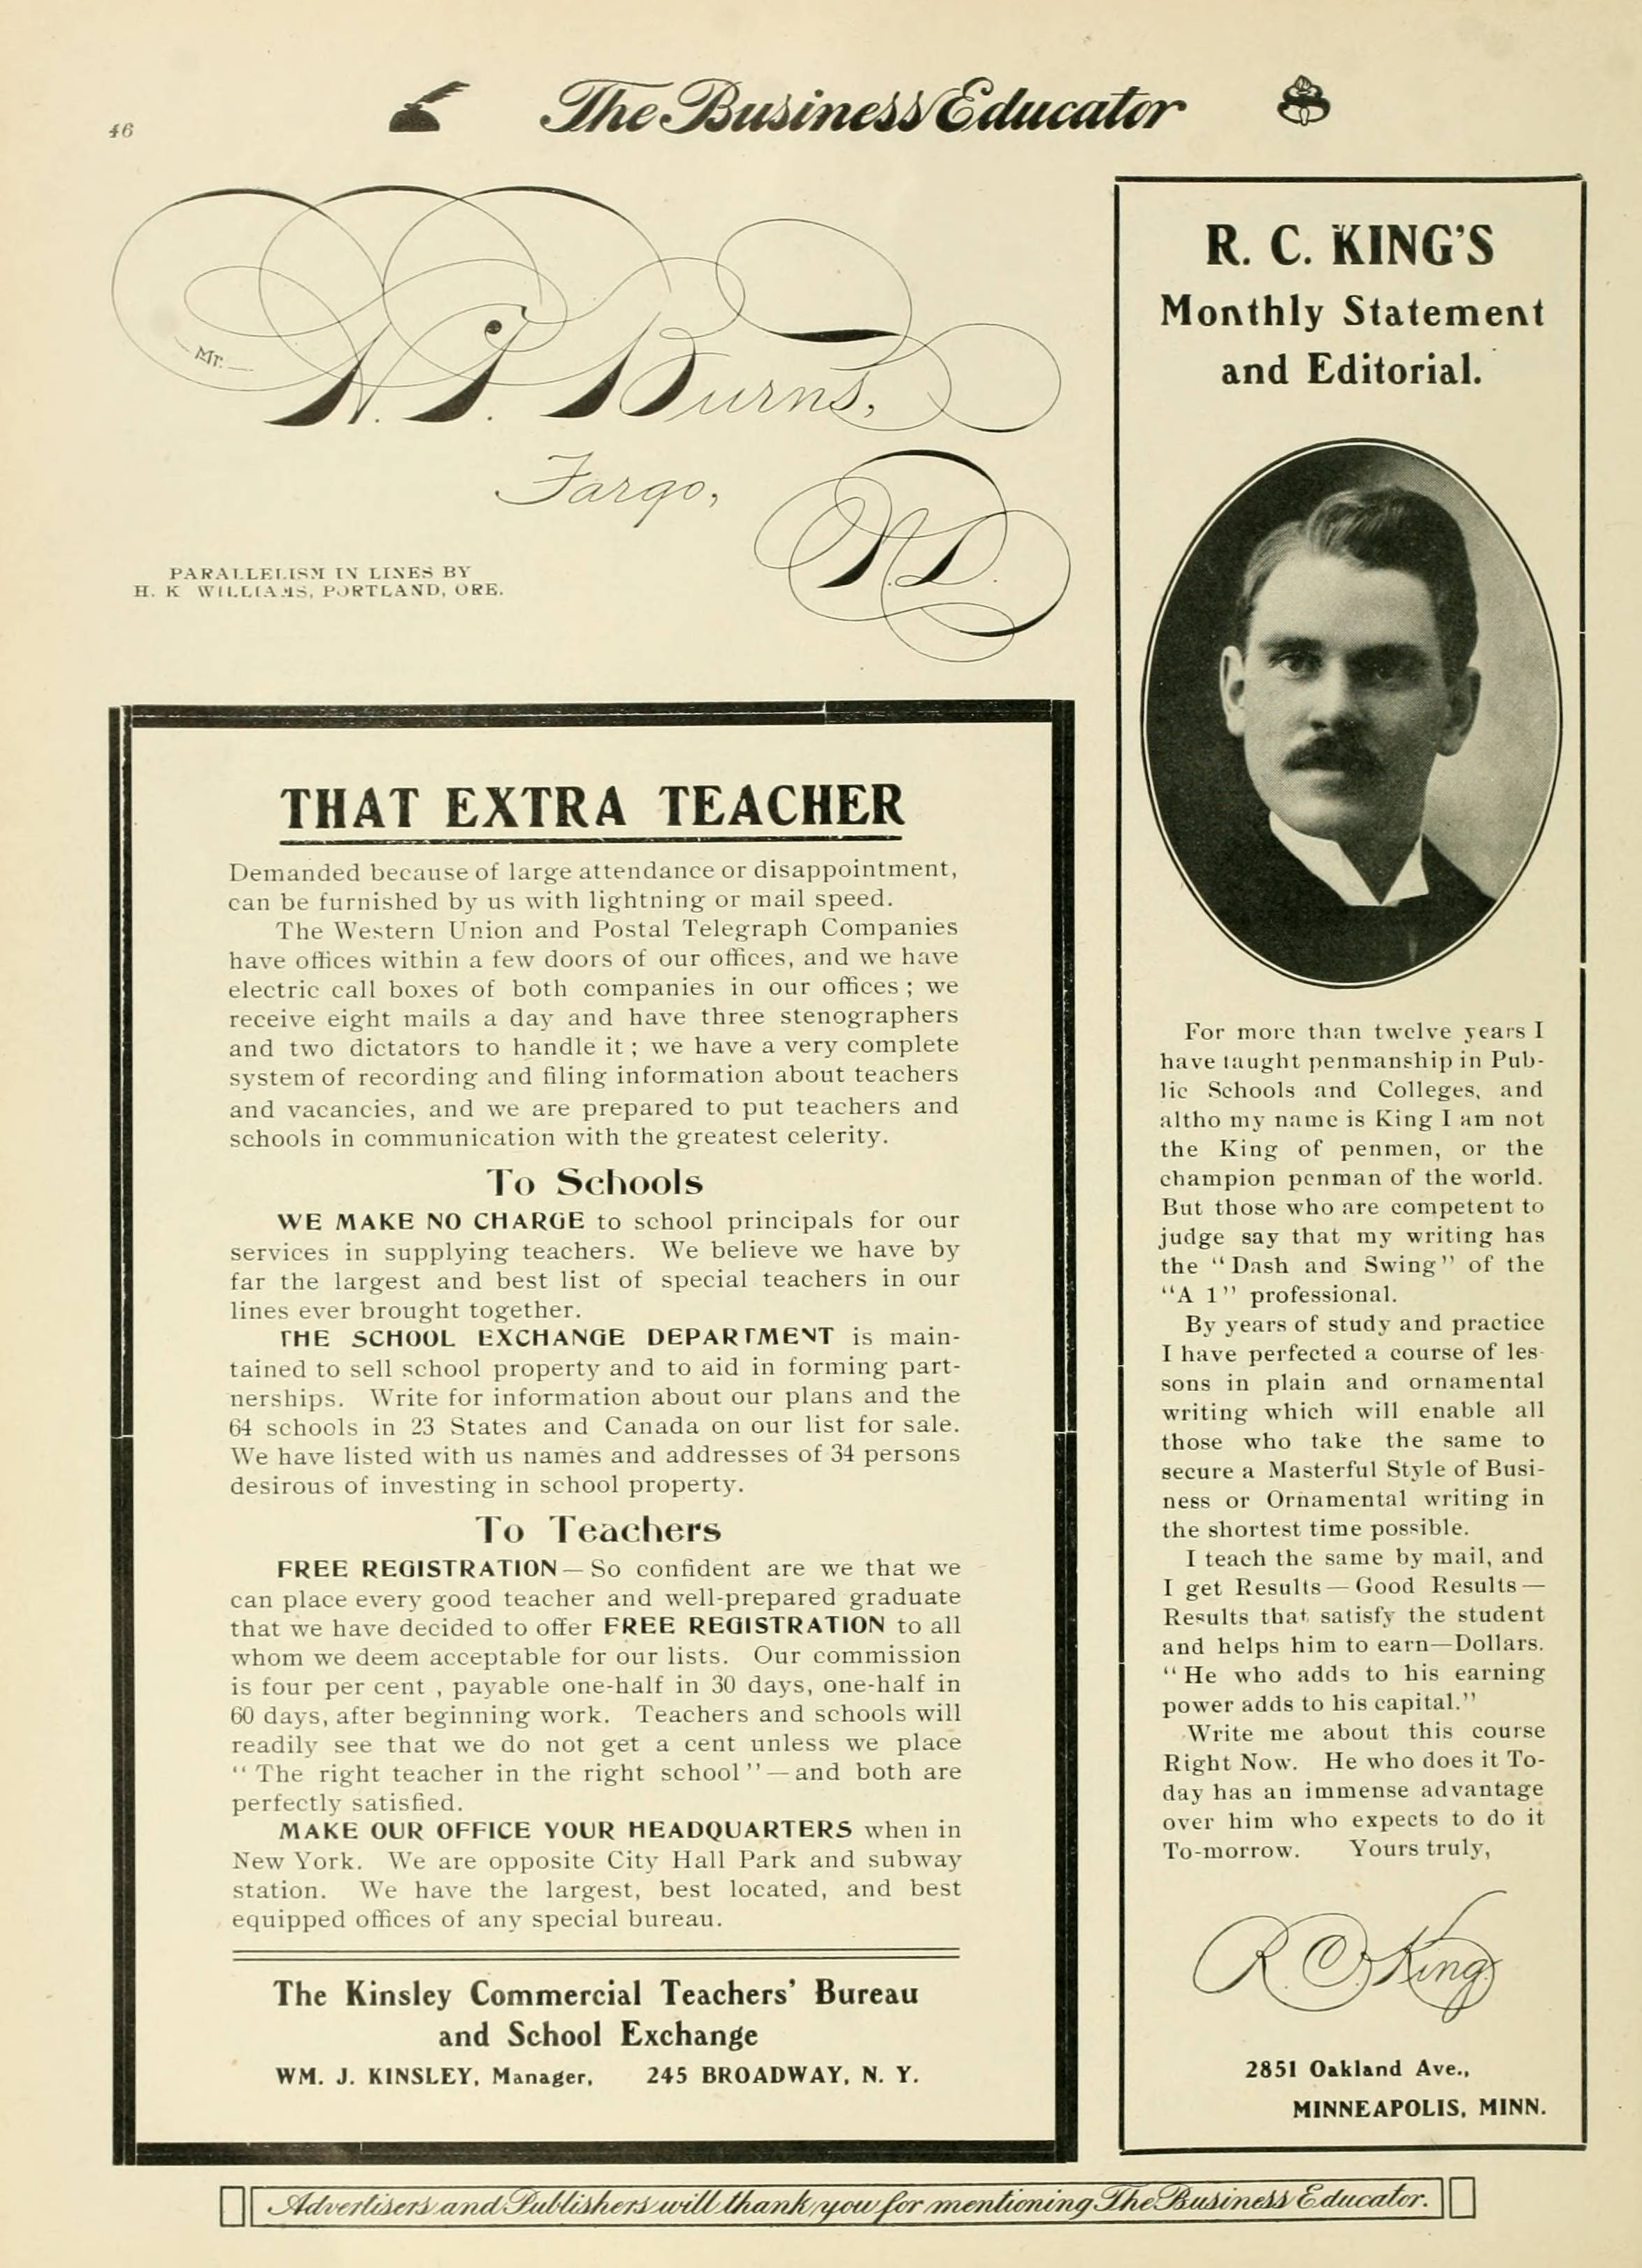 46
The Business Educator
Mr.
Burns,
Fargo,
N.D.
PARALLELISM IN LINES BY
H. K WILLIAMS, PORTLAND, ORE.
THAT EXTRA TEACHER
Demanded because of large attendance or disappointment,
can be furnished by us with lightning or mail speed.
The Western Union and Postal Telegraph Companies
have offices within a few doors of our offices, and we have
electric call boxes of both companies in our offices ; we
receive eight mails a day and have three stenographers
and two dictators to handle it ; we have a very complete
system of recording and filing information about teachers
and vacancies, and we are prepared to put teachers and
schools in communication with the greatest celerity.
To Schools
WE MAKE NO CHARGE to school principals for our
services in supplying teachers. We believe we have by
far the largest and best list of special teachers in our
lines ever brought together.
THE SCHOOL EXCHANGE DEPARTMENT is main-
tained to sell school property and to aid in forming part-
nerships. Write for information about our plans and the
64 schools in 23 States and Canada on our list for sale.
We have listed with us names and addresses of 34 persons
desirous of investing in school property.
To Teachers
FREE REGISTRATION — So confident are we that we
can place every good teacher and well-prepared graduate
that we have decided to offer FREE REGISTRATION to all
whom we deem acceptable for our lists. Our commission
is four per cent , payable one-half in 30 days, one-half in
60 days, after beginning work. Teachers and schools will
readily see that we do not get a cent unless we place
" The right teacher in the right school " — and both are
perfectly satisfied.
MAKE OUR OFFICE YOUR HEADQUARTERS when in
New York. We are opposite City Hall Park and subway
station. We have the largest, best located, and best
equipped offices of any special bureau.
The Kinsley Commercial Teachers' Bureau
and School Exchange
WM. J. KINSLEY, Manager, 245 BROADWAY, N. Y.
R. C. KING'S
Monthly Statement
and Editorial.
For more than twelve years I
have taught penmanship in Pub-
lic Schools and Colleges, and
altho my name is King I am not
the King of penmen, or the
champion penman of the world.
But those who are competent to
judge say that my writing has
the "Dash and Swing" of the
"A 1" professional.
By years of study and practice
I have perfected a course of les-
sons in plain and ornamental
writing which will enable all
those who take the same to
secure a Masterful Style of Busi-
ness or Ornamental writing in
the shortest time possible.
I teach the same by mail, and
I get Results — Good Results —
Results that satisfy the student
and helps him to earn—Dollars.
" He who adds to his earning
power adds to his capital."
Write me about this course
Right Now. He who does it To-
day has an immense advantage
over him who expects to do it
To-morrow. Yours truly,
R. C. King
2851 Oakland Ave.,
MINNEAPOLIS, MINN.
Advertisers and Publishers will thank you for mentioning The Business Educator.